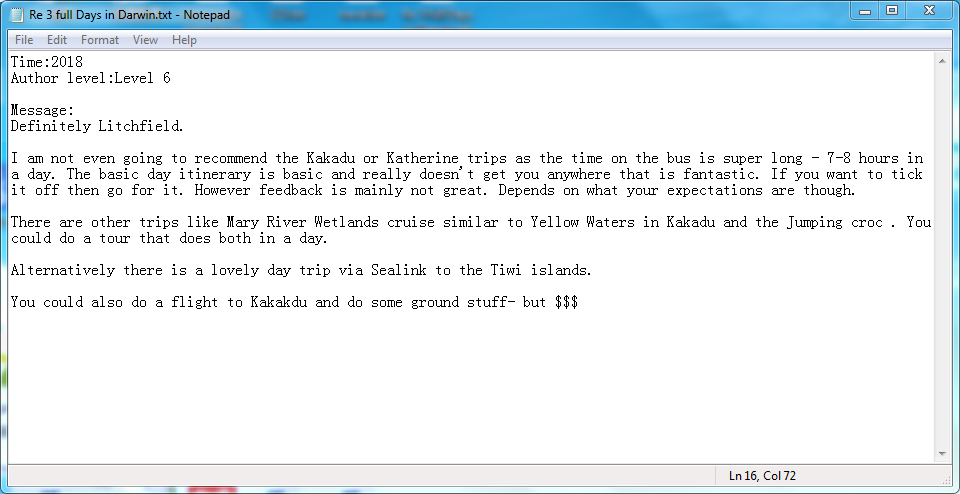 Re 3 full Days in Darwin.txt - Notepad
File Edit Format View Help
Time:2018
Author level:Level 6
Message:
Definitely Litchfield.
I am not even going to recommend the Kakadu or Katherine trips as the time on the bus is super long - 7-8 hours in
a day. The basic day itinerary is basic and really doesn't get you anywhere that is fantastic. If you want to tick
it off then go for it. However feedback is mainly not great. Depends on what your expectations are though.
There are other trips like Mary River Wetlands cruise similar to Yellow Waters in Kakadu and the Jumping croc . You
could do a tour that does both in a day.
Alternatively there is a lovely day trip via Sealink to the Tiwi islands.
You could also do a flight to Kakakdu and do some ground stuff- but $$$
Ln 16, Col 72